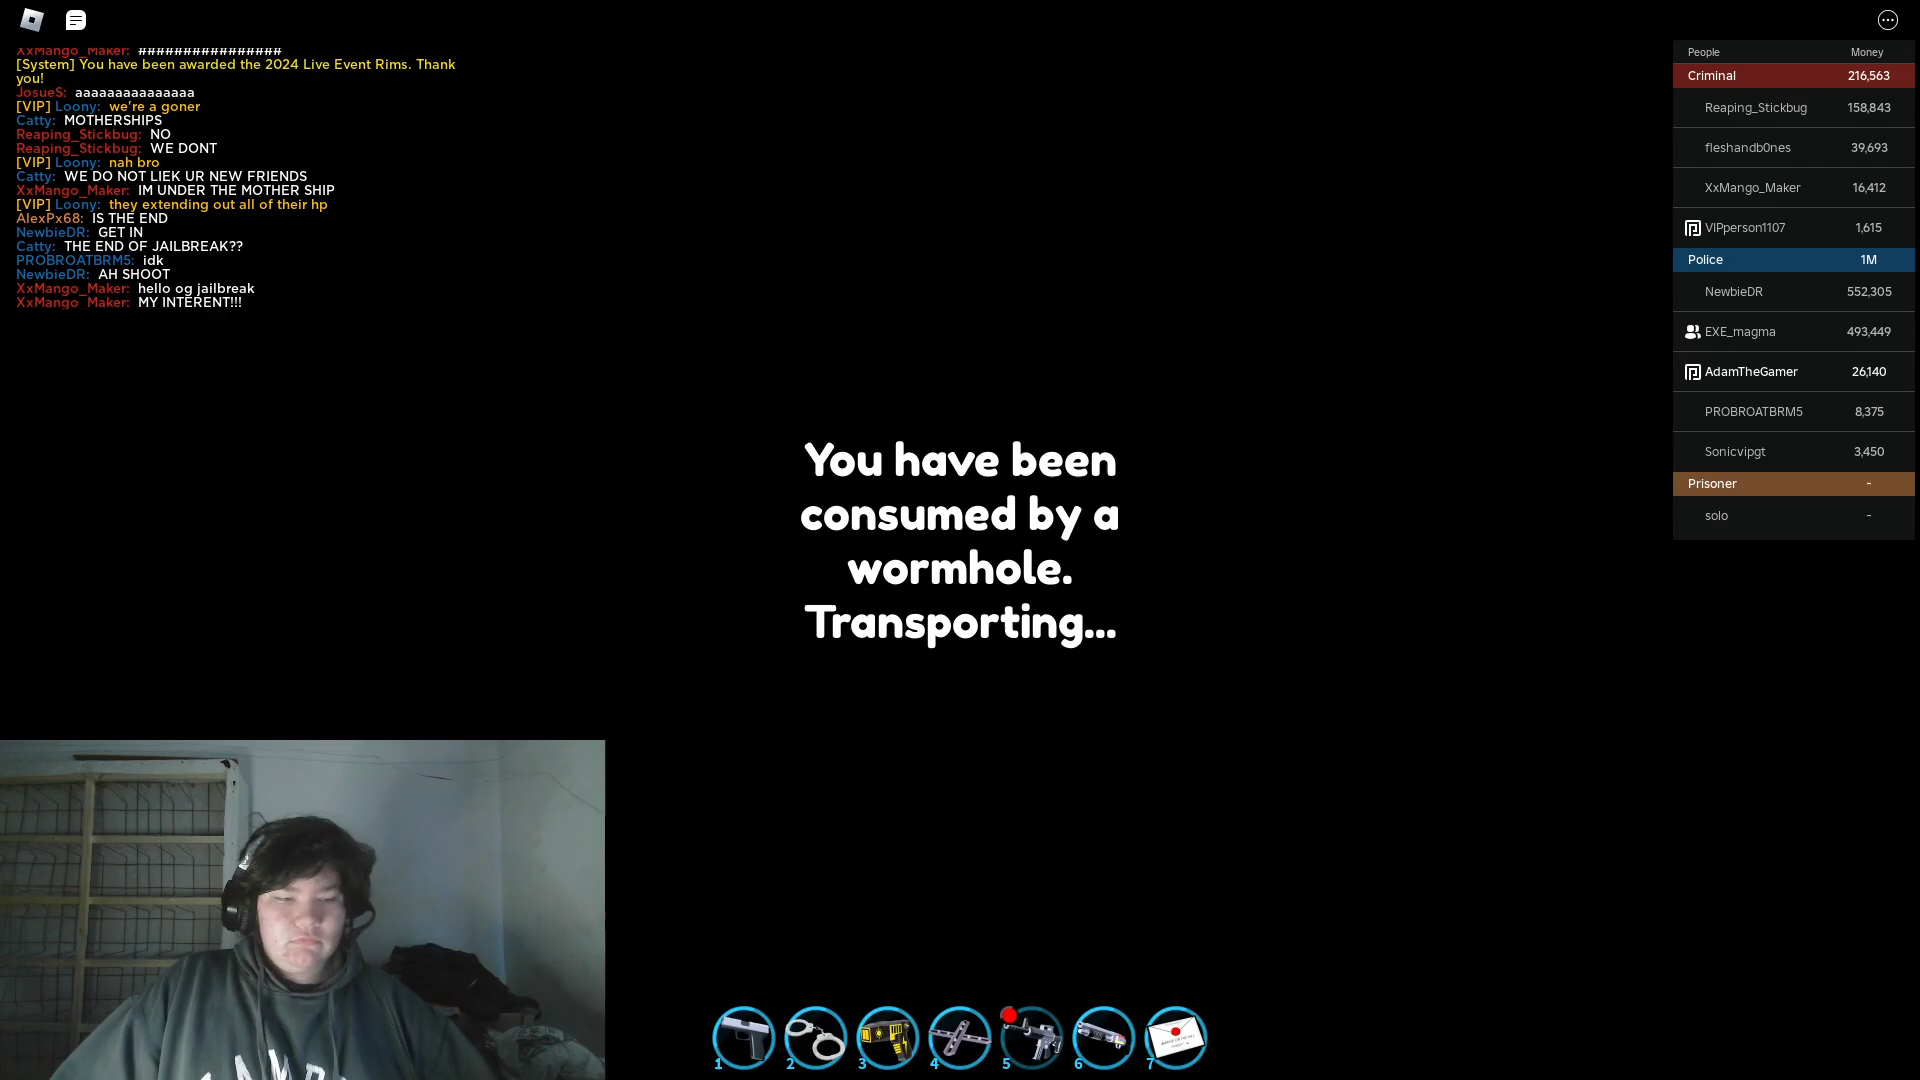 XxMango_Maker: ################
[System] You have been awarded the 2024 Live Event Rims. Thank
you!
JosueS: aaaaaaaaaaaaaaa
[VIP] Loony: we're a goner
Catty: MOTHERSHIPS
Reaping_Stickbug: NO
Reaping_Stickbug: WE DONT
[VIP] Loony: nah bro
Catty: WE DO NOT LIEK UR NEW FRIENDS
XxMango_Maker: IM UNDER THE MOTHER SHIP
[VIP] Loony: they extending out all of their hp
AlexPx68: IS THE END
NewbieDR: GET IN
Catty: THE END OF JAILBREAK??
PROBROATBRM5: idk
NewbieDR: AH SHOOT
XxMango_Maker: hello og jailbreak
XxMango_Maker: MY INTERENT!!!
You have been
consumed by a
wormhole.
Transporting...
People Money
Criminal 216,563
Reaping_Stickbug 158,843
fleshandb0nes 39,693
XxMango_Maker 16,412
VIPperson1107 1,615
Police 1M
NewbieDR 552,305
EXE_magma 493,449
AdamTheGamer 26,140
PROBROATBRM5 8,375
Sonicvipgt 3,450
Prisoner -
solo -
1 2 3 4 5 6 7